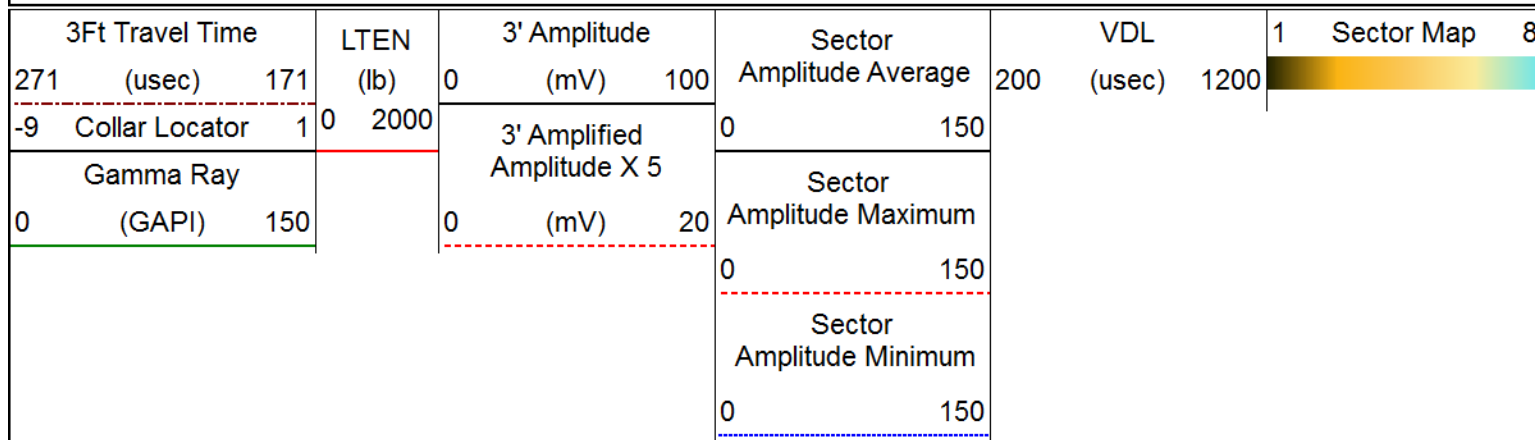 3Ft Travel Time
271 (usec) 171
-9 Collar Locator 1
Gamma Ray
0 (GAPI) 150
LTEN
(lb)
0 2000
3' Amplitude
0 (mV) 100
3' Amplified
Amplitude X 5
0 (mV) 20
Sector
Amplitude Average
0 150
Sector
Amplitude Maximum
0 150
Sector
Amplitude Minimum
0 150
VDL
200 (usec) 1200
1 Sector Map 8